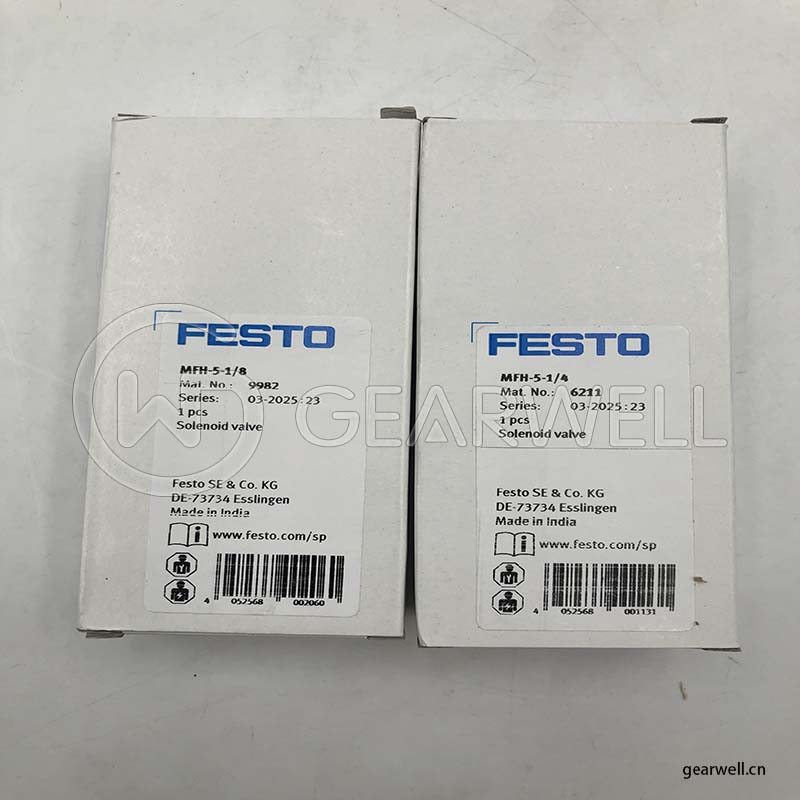 FESTO
MFH-5-1/8
Mat. No.: 9982
Series: 03-2025:23
1 pcs
Solenoid valve
Festo SE & Co. KG
DE-73734 Esslingen
Made in India
www.festo.com/sp
4 052568 002060
FESTO
MFH-5-1/4
Mat. No.: 6211
Series: 03-2025:23
1 pcs
Solenoid valve
Festo SE & Co. KG
DE-73734 Esslingen
Made in India
www.festo.com/sp
4 052568 001131
GEARWELL
gearwell.cn